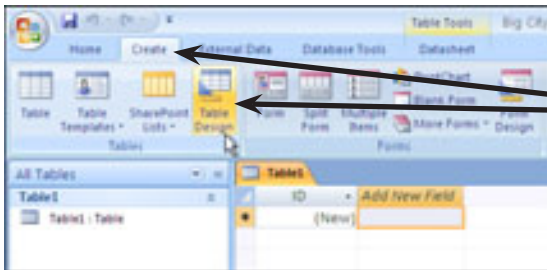 Table Tools Big City
Home Create External Data Database Tools Datasheet
Table Table Templates SharePoint Lists Table Design Form Split Form Multiple Items PivotChart Blank Form More Forms Form Design
Tables Forms
All Tables Table1
Table1 ID Add New Field
Table1 : Table (New)